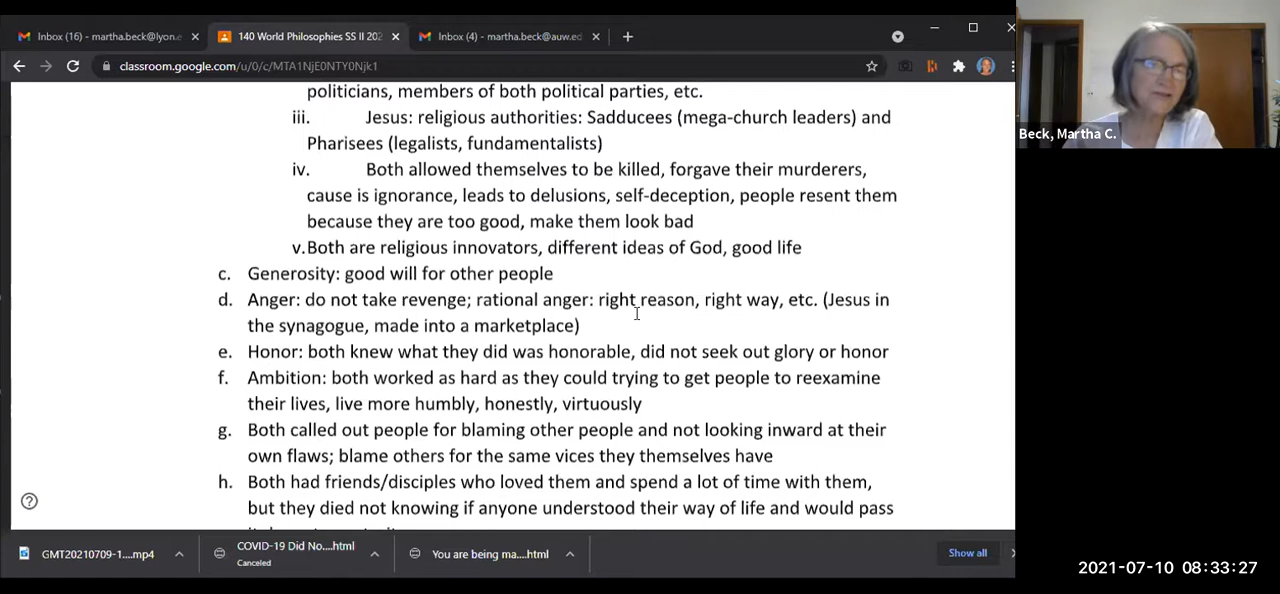 Inbox (16) - martha.beck@lyon.e
140 World Philosophies SS II 202
Inbox (4) - martha.beck@auw.ed
classroom.google.com/u/0/c/MTA1NjE0NTY0Njk1
politicians, members of both political parties, etc.
iii. Jesus: religious authorities: Sadducees (mega-church leaders) and
Pharisees (legalists, fundamentalists)
iv. Both allowed themselves to be killed, forgave their murderers,
cause is ignorance, leads to delusions, self-deception, people resent them
because they are too good, make them look bad
v. Both are religious innovators, different ideas of God, good life
c. Generosity: good will for other people
d. Anger: do not take revenge; rational anger: right reason, right way, etc. (Jesus in
the synagogue, made into a marketplace)
e. Honor: both knew what they did was honorable, did not seek out glory or honor
f. Ambition: both worked as hard as they could trying to get people to reexamine
their lives, live more humbly, honestly, virtuously
g. Both called out people for blaming other people and not looking inward at their
own flaws; blame others for the same vices they themselves have
h. Both had friends/disciples who loved them and spend a lot of time with them,
but they died not knowing if anyone understood their way of life and would pass
GMT20210709-1....mp4
COVID-19 Did No....html
Canceled
You are being ma....html
Show all
Beck, Martha C.
2021-07-10 08:33:27